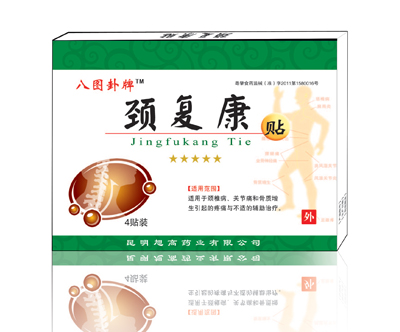 八图卦牌™
颈复康
贴
Jingfukang Tie
【适用范围】
适用于颈椎病、关节痛和骨质增
生引起的疼痛与不适的辅助治疗。
4贴装
外
昆明旭高药业有限公司